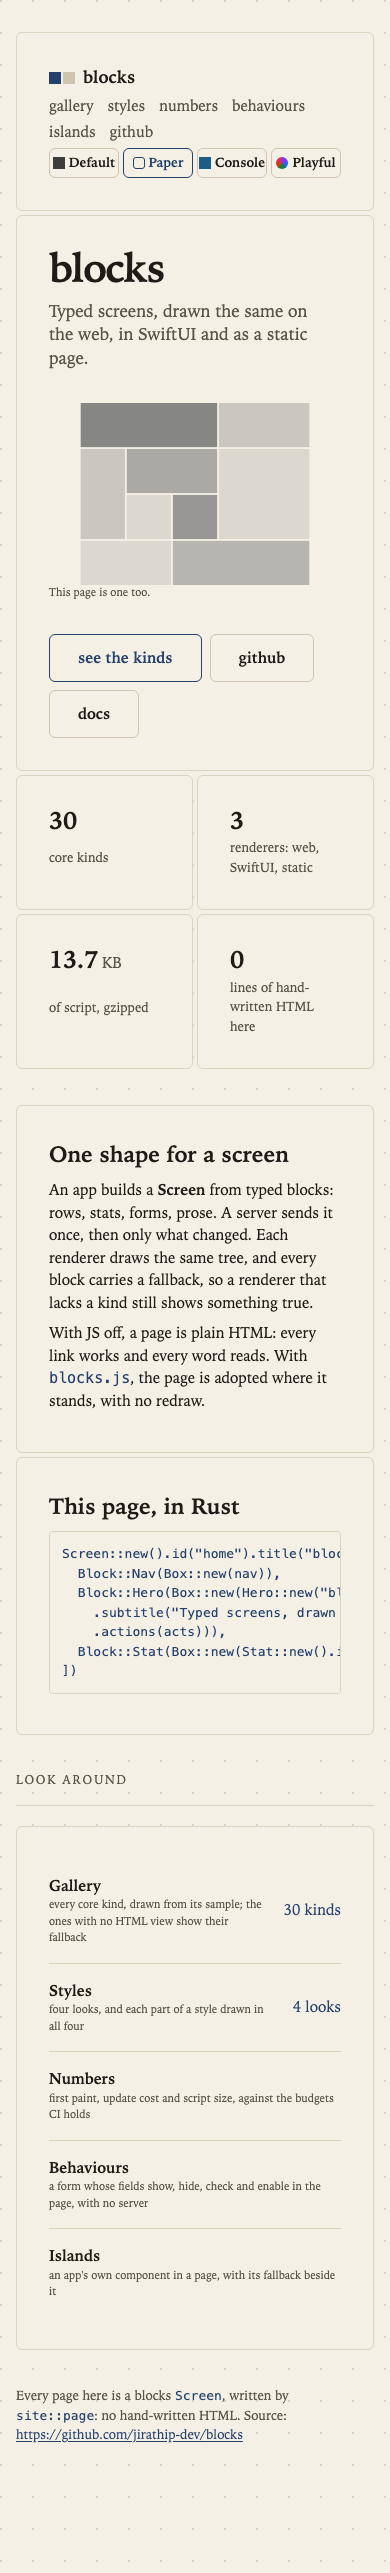 blocks
gallery styles numbers behaviours
islands github
Default Paper Console Playful
blocks
Typed screens, drawn the same on
the web, in SwiftUI and as a static
page.
This page is one too.
see the kinds github
docs
30
core kinds
3
renderers: web,
SwiftUI, static
13.7 KB
of script, gzipped
0
lines of hand-
written HTML
here
One shape for a screen
An app builds a Screen from typed blocks:
rows, stats, forms, prose. A server sends it
once, then only what changed. Each
renderer draws the same tree, and every
block carries a fallback, so a renderer that
lacks a kind still shows something true.
With JS off, a page is plain HTML: every
link works and every word reads. With
blocks.js, the page is adopted where it
stands, with no redraw.
This page, in Rust
Screen::new().id("home").title("bloc
Block::Nav(Box::new(nav)),
Block::Hero(Box::new(Hero::new("bl
.subtitle("Typed screens, drawn
.actions(acts))),
Block::Stat(Box::new(Stat::new().i
])
LOOK AROUND
Gallery
every core kind, drawn from its sample; the
ones with no HTML view show their
fallback
30 kinds
Styles
four looks, and each part of a style drawn in
all four
4 looks
Numbers
first paint, update cost and script size, against the budgets
CI holds
Behaviours
a form whose fields show, hide, check and enable in the
page, with no server
Islands
an app's own component in a page, with its fallback beside
it
Every page here is a blocks Screen, written by
site::page: no hand-written HTML. Source:
https://github.com/jirathip-dev/blocks